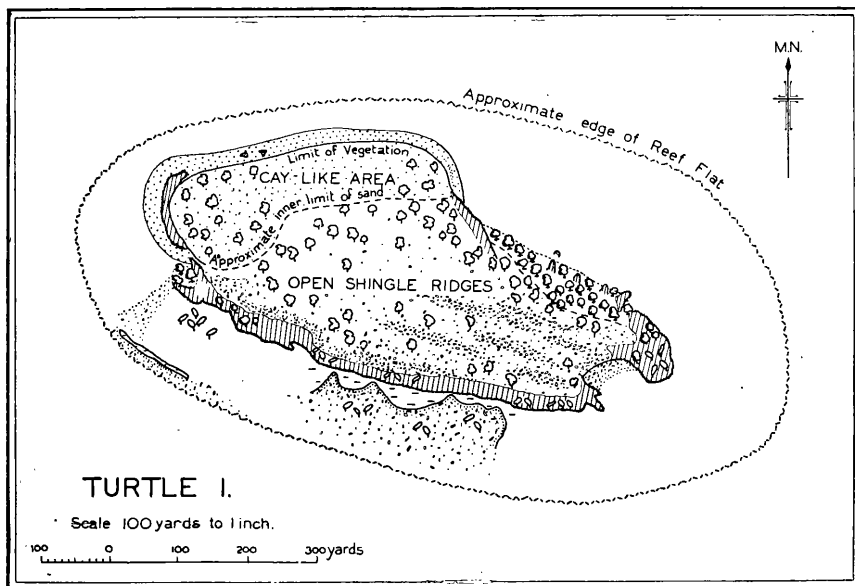 M.N.
Approximate edge of Reef Flat
Limit of Vegetation
CAY-LIKE AREA
Approximate inner limit of sand
OPEN SHINGLE RIDGES
TURTLE I.
Scale 100 yards to 1 inch.
100 0 100 200 300 yards